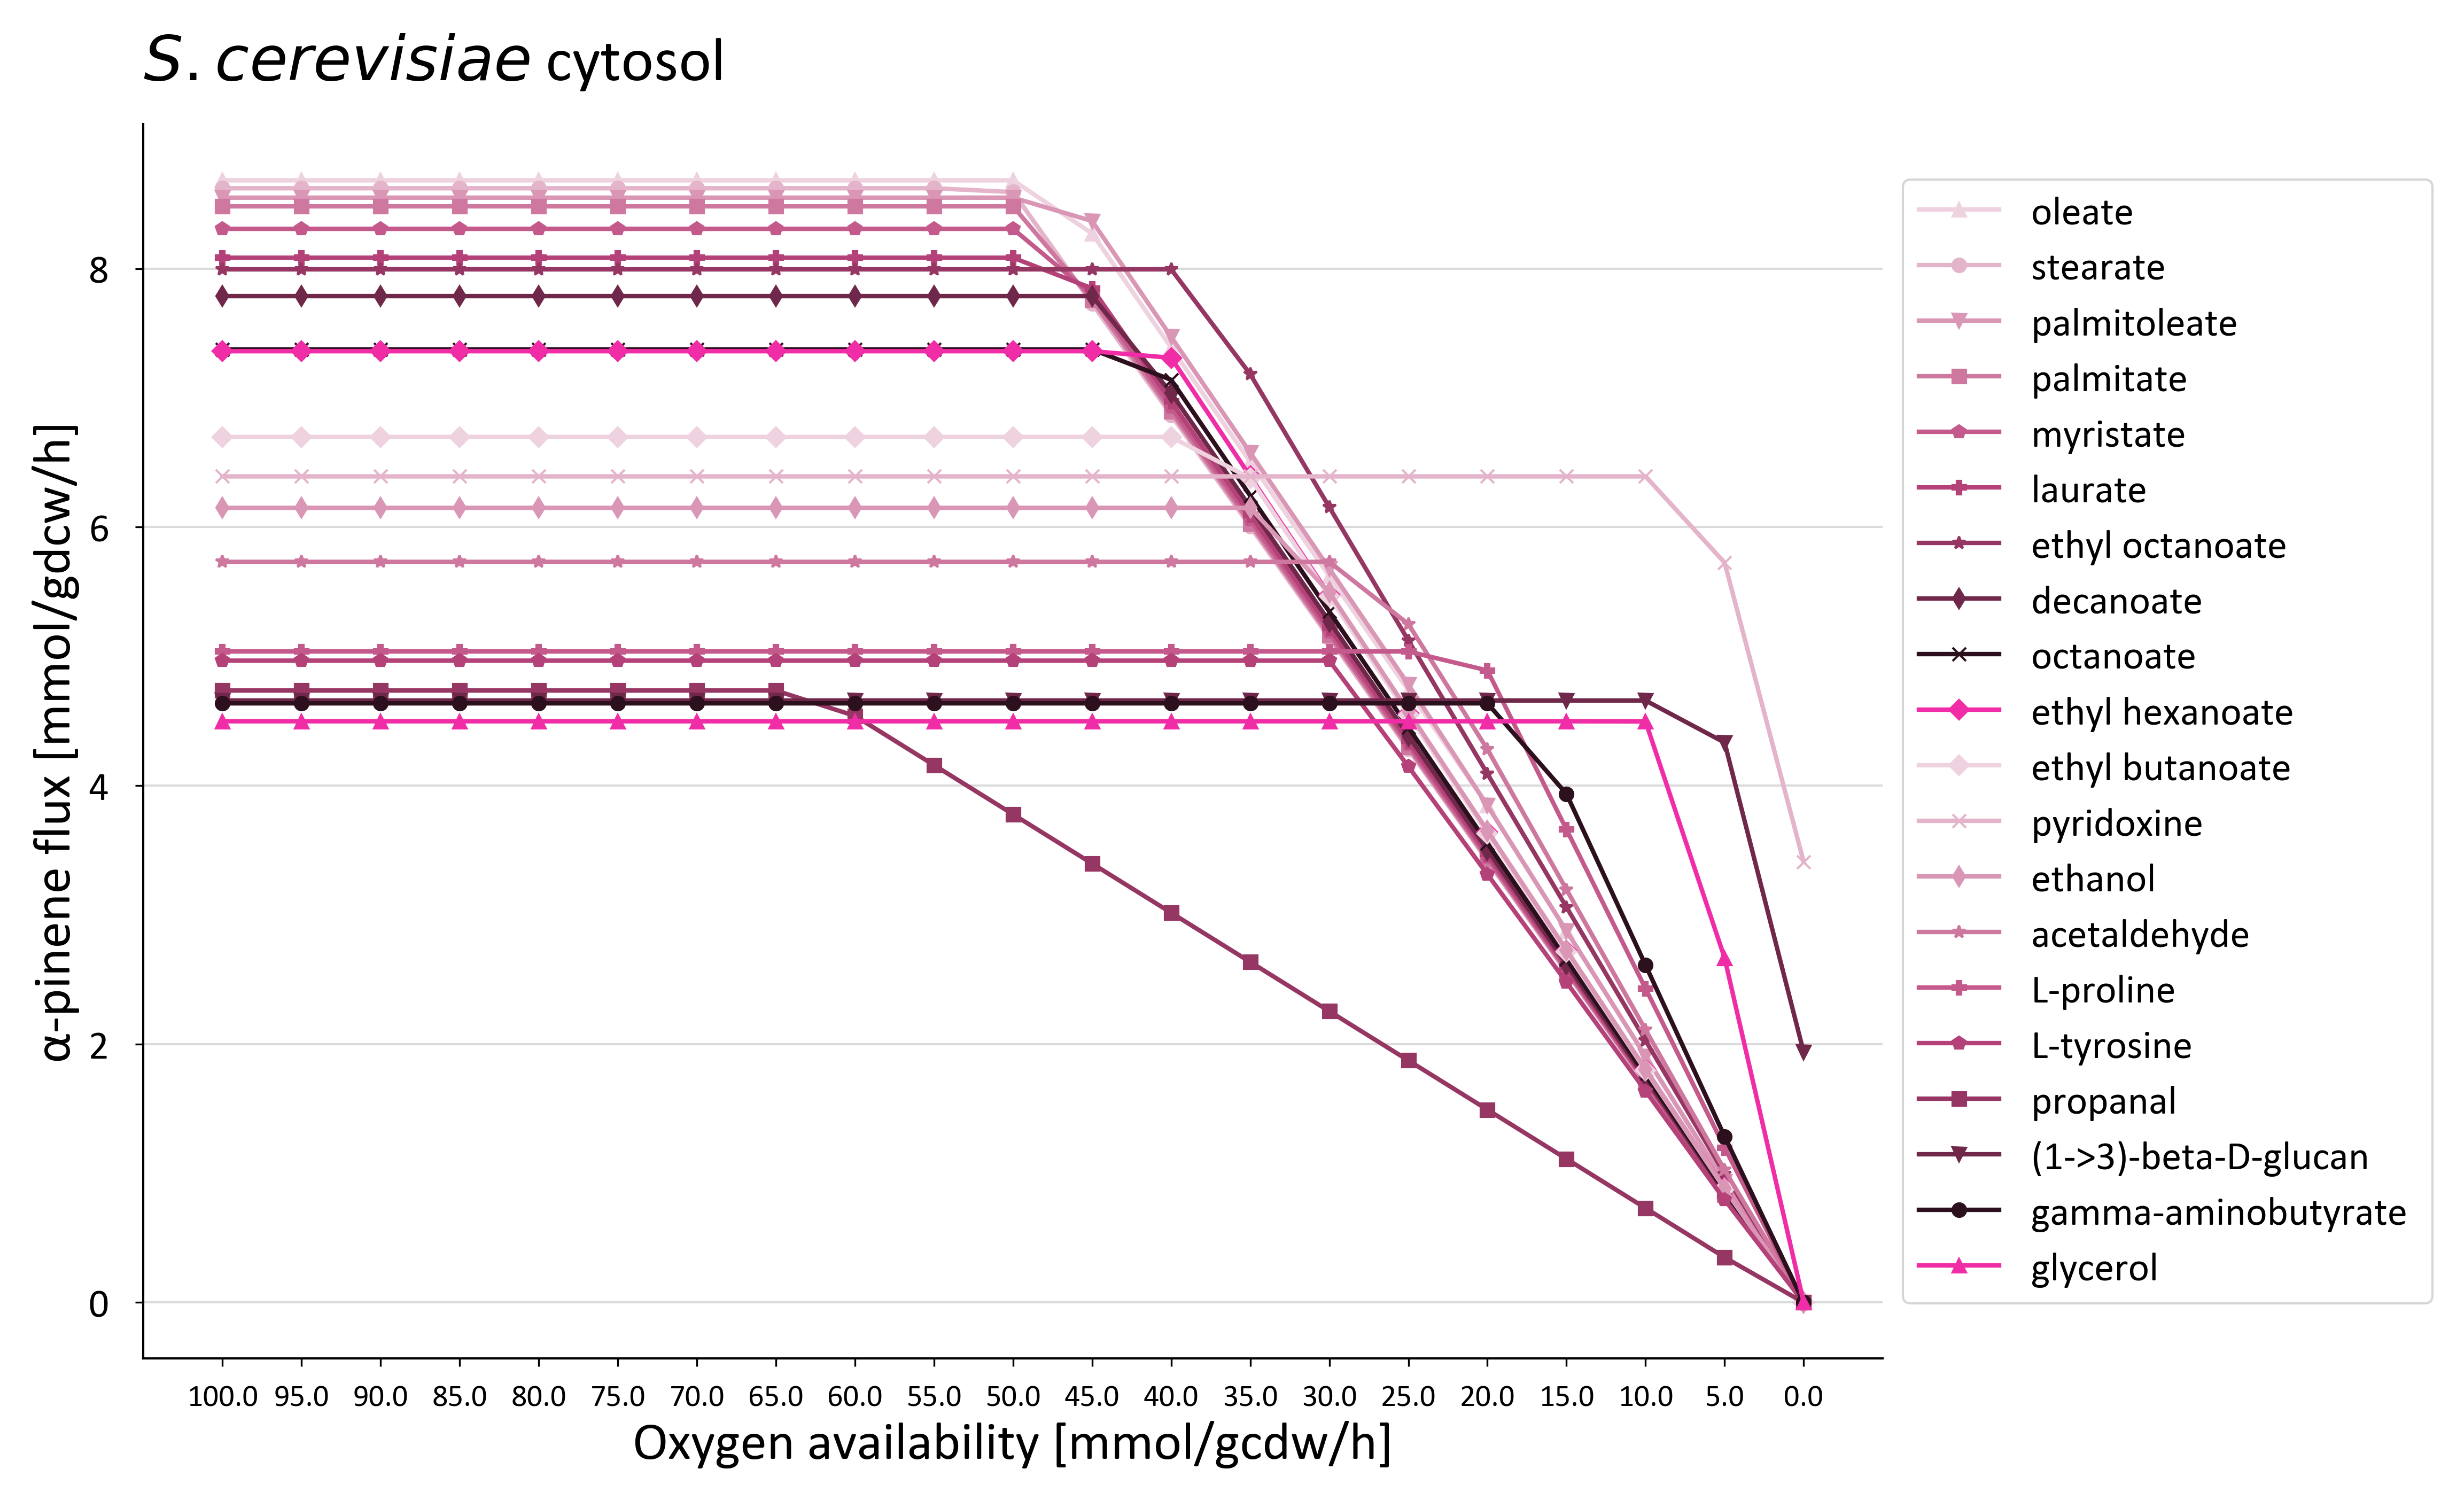 S. cerevisiae cytosol
α-pinene flux [mmol/gdcw/h]
8
6
4
2
0
100.0 95.0 90.0 85.0 80.0 75.0 70.0 65.0 60.0 55.0 50.0 45.0 40.0 35.0 30.0 25.0 20.0 15.0 10.0 5.0 0.0
Oxygen availability [mmol/gcdw/h]
oleate
stearate
palmitoleate
palmitate
myristate
laurate
ethyl octanoate
decanoate
octanoate
ethyl hexanoate
ethyl butanoate
pyridoxine
ethanol
acetaldehyde
L-proline
L-tyrosine
propanal
(1->3)-beta-D-glucan
gamma-aminobutyrate
glycerol